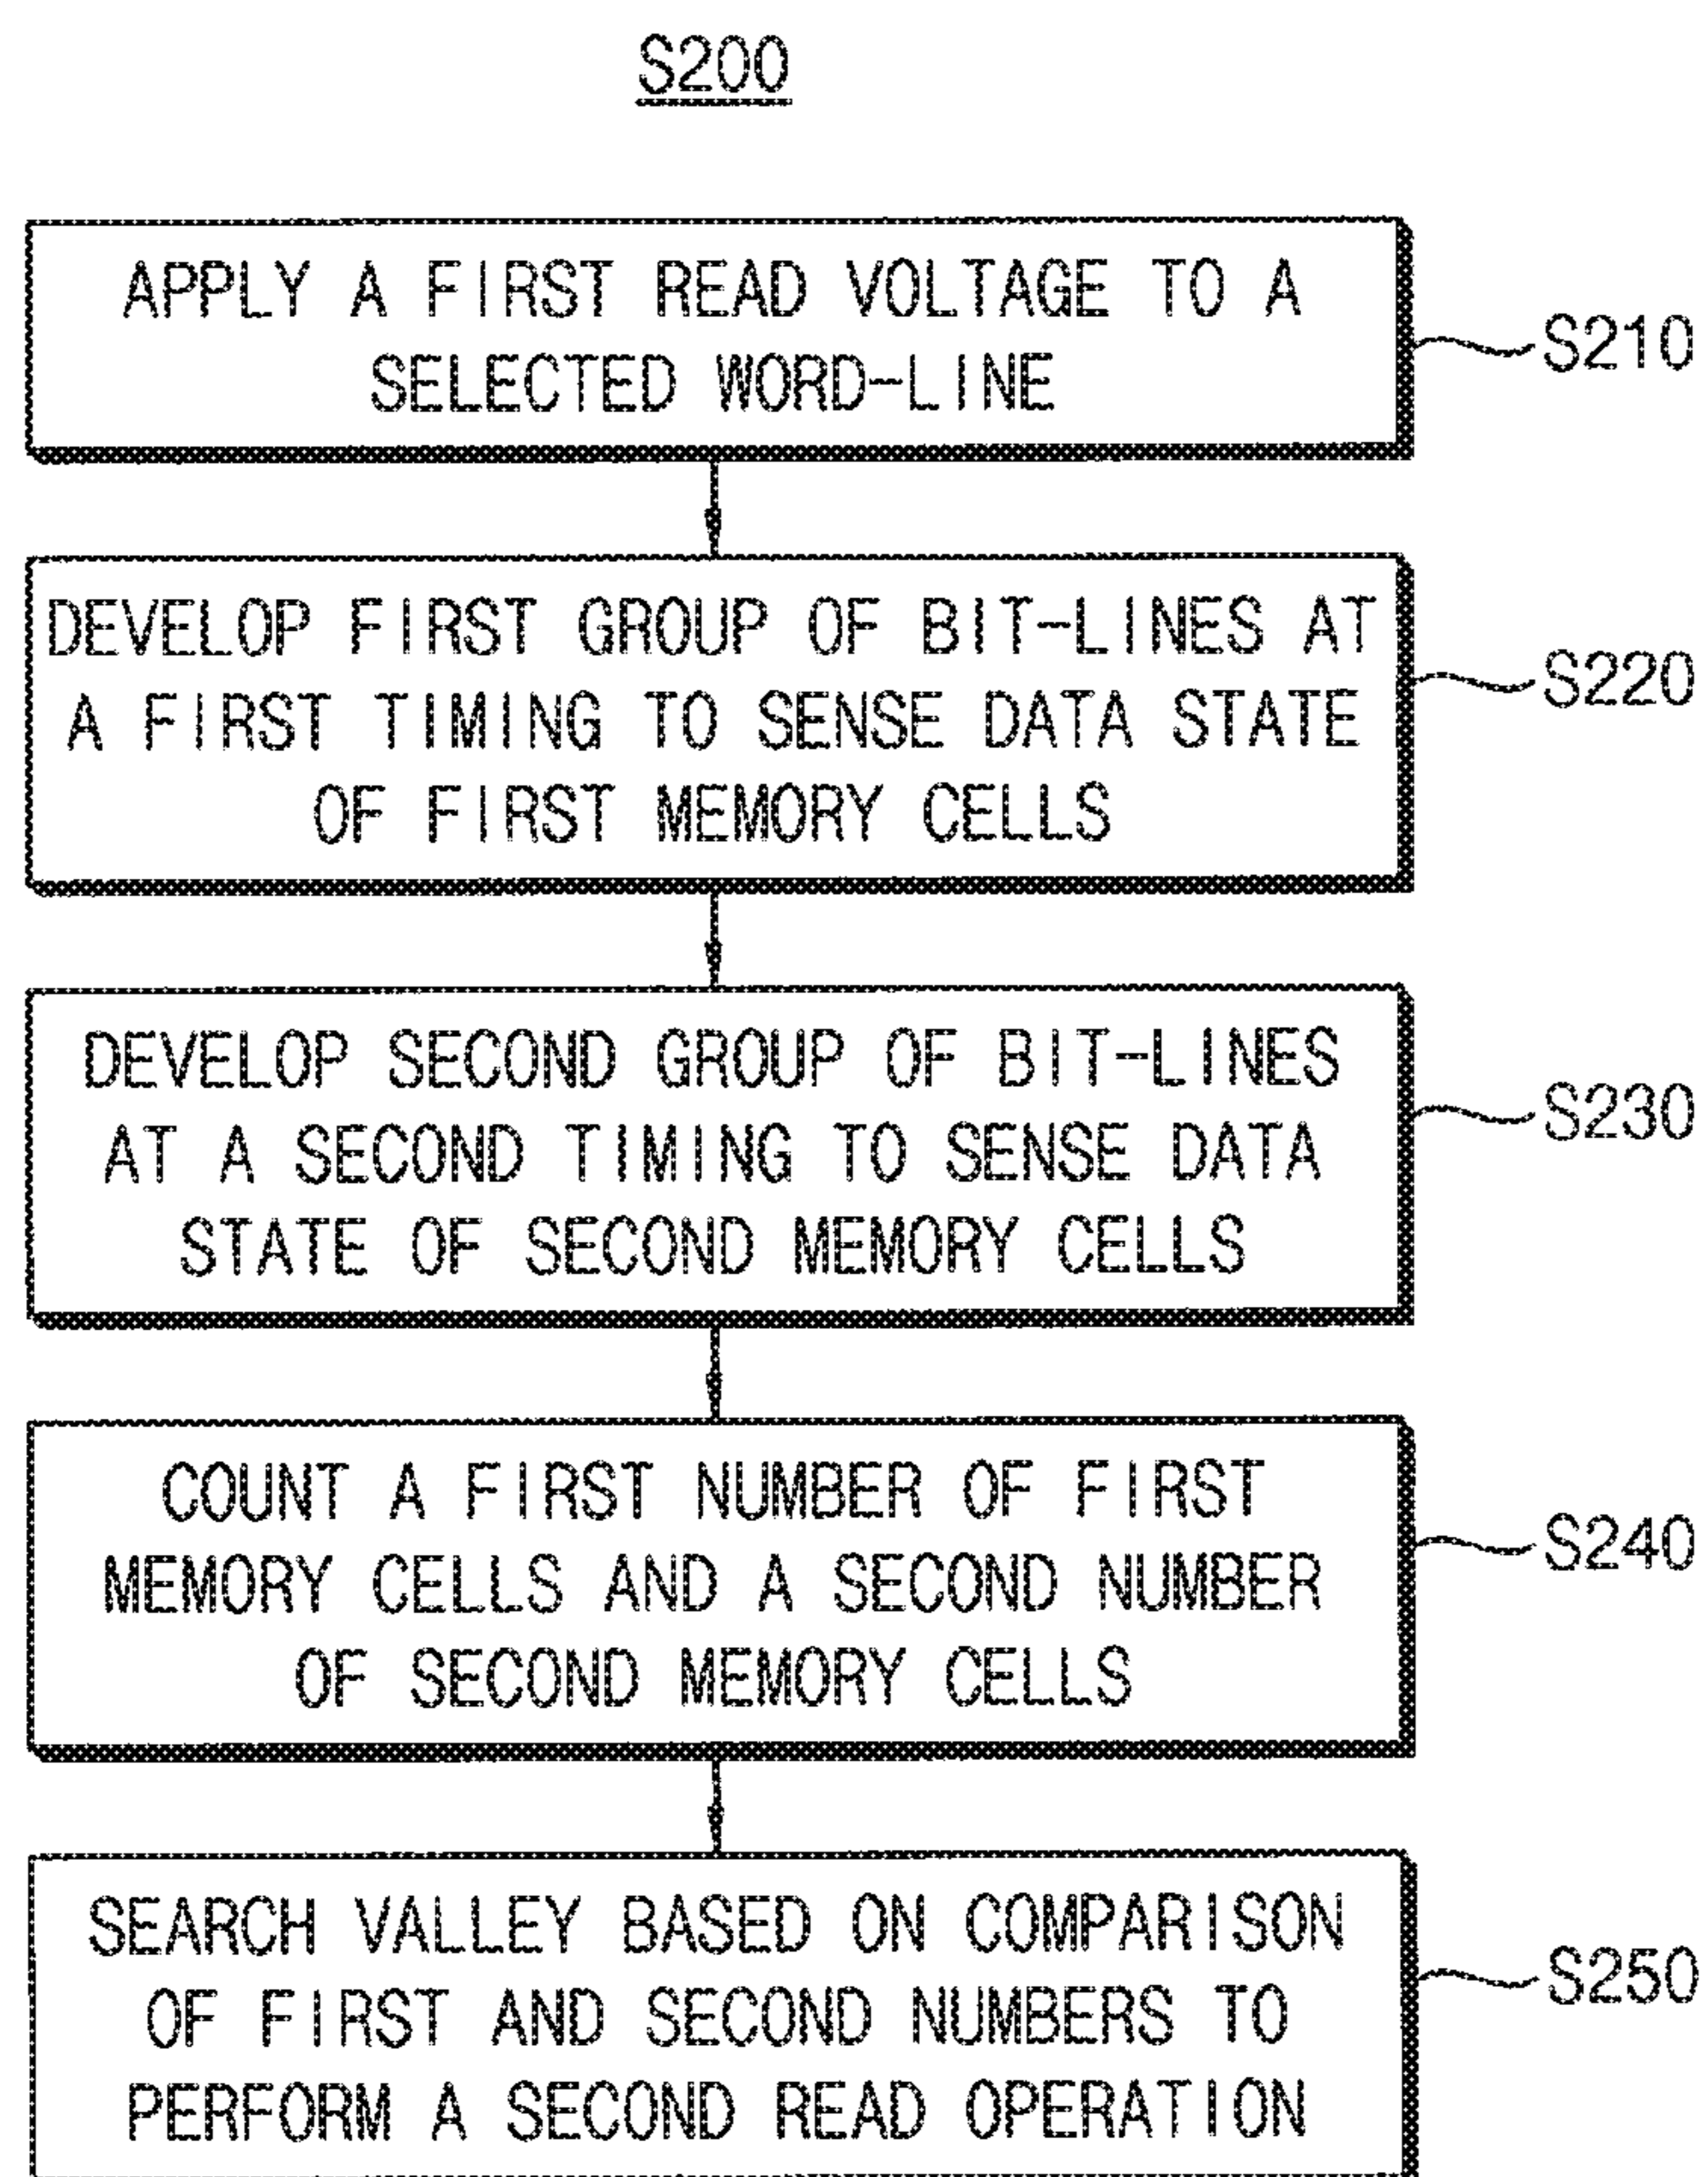 S200
APPLY A FIRST READ VOLTAGE TO A
SELECTED WORD-LINE
S210
DEVELOP FIRST GROUP OF BIT-LINES AT
A FIRST TIMING TO SENSE DATA STATE
OF FIRST MEMORY CELLS
S220
DEVELOP SECOND GROUP OF BIT-LINES
AT A SECOND TIMING TO SENSE DATA
STATE OF SECOND MEMORY CELLS
S230
COUNT A FIRST NUMBER OF FIRST
MEMORY CELLS AND A SECOND NUMBER
OF SECOND MEMORY CELLS
S240
SEARCH VALLEY BASED ON COMPARISON
OF FIRST AND SECOND NUMBERS TO
PERFORM A SECOND READ OPERATION
S250